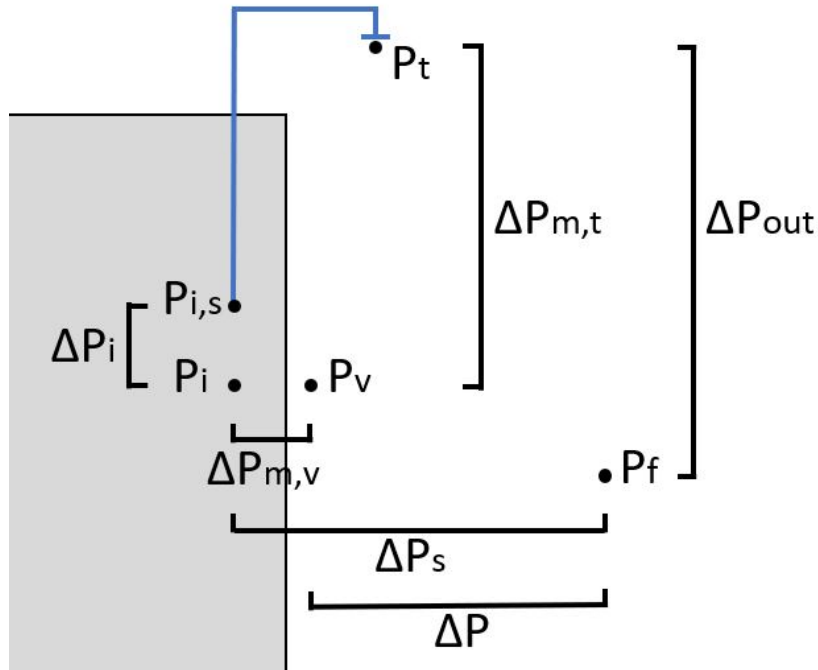 Pt
ΔPm,t
ΔPout
Pi,s
ΔPi
Pi
Pv
ΔPm,v
Pf
ΔPs
ΔP